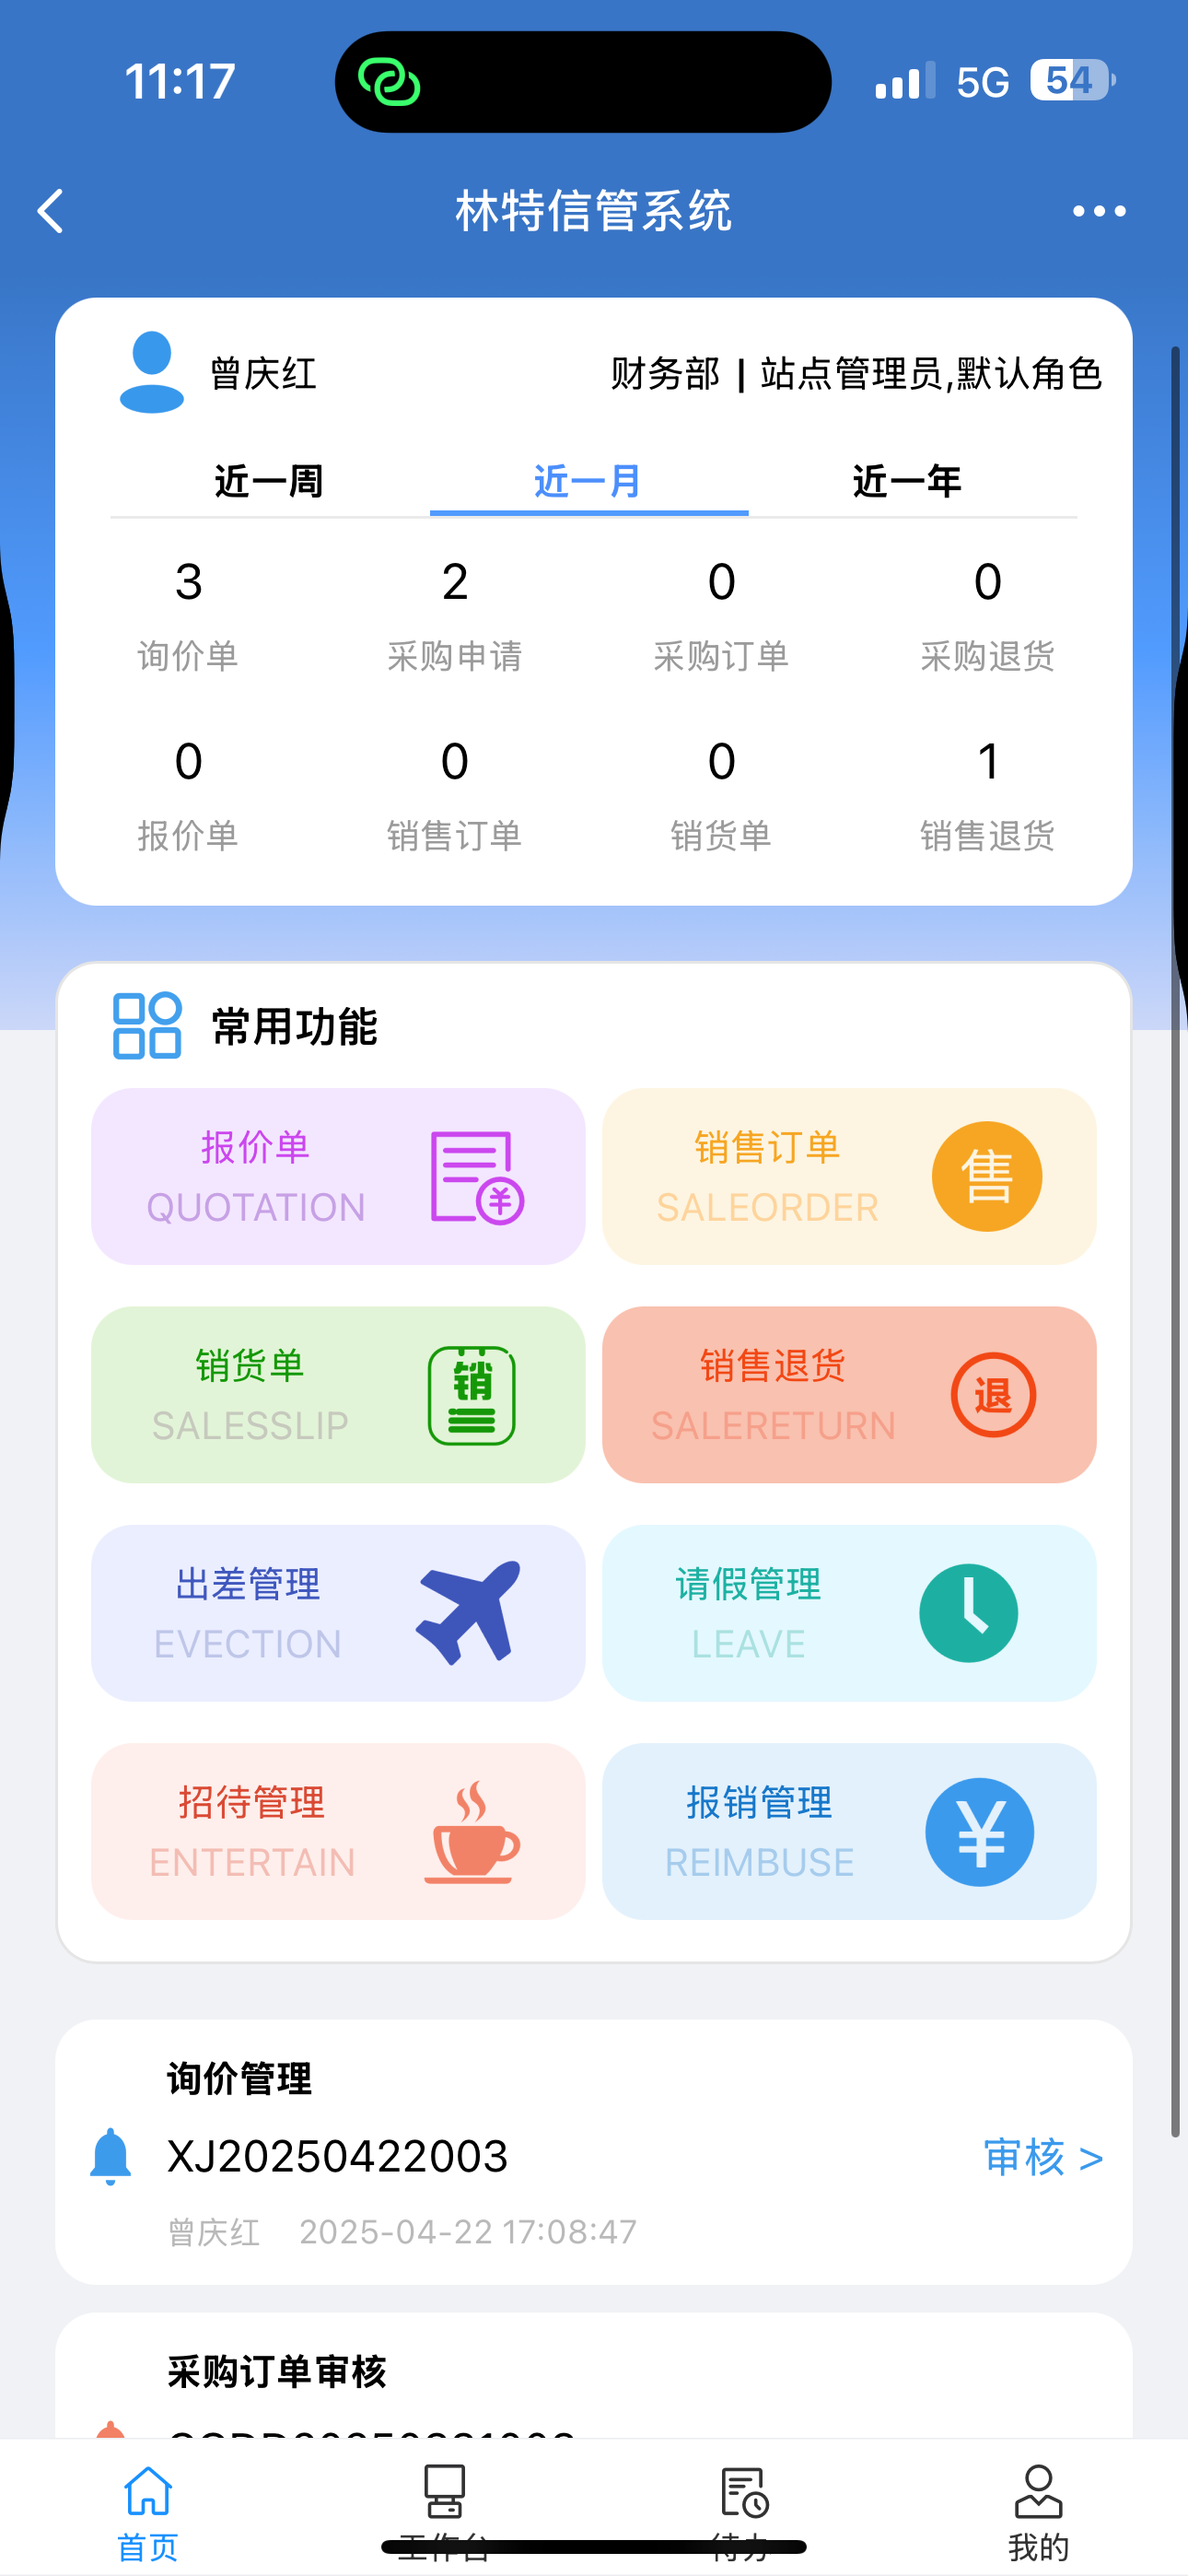 11:17 5G 54
林特信管系统
曾庆红 财务部 | 站点管理员,默认角色
近一周 近一月 近一年
3 2 0 0
询价单 采购申请 采购订单 采购退货
0 0 0 1
报价单 销售订单 销货单 销售退货
常用功能
报价单 销售订单 售
QUOTATION SALEORDER
销货单 销 销售退货 退
SALESSLIP SALERETURN
出差管理 请假管理
EVECTION LEAVE
招待管理 报销管理 ¥
ENTERTAIN REIMBUSE
询价管理
XJ20250422003 审核 >
曾庆红 2025-04-22 17:08:47
采购订单审核
首页 工作台 待办 我的